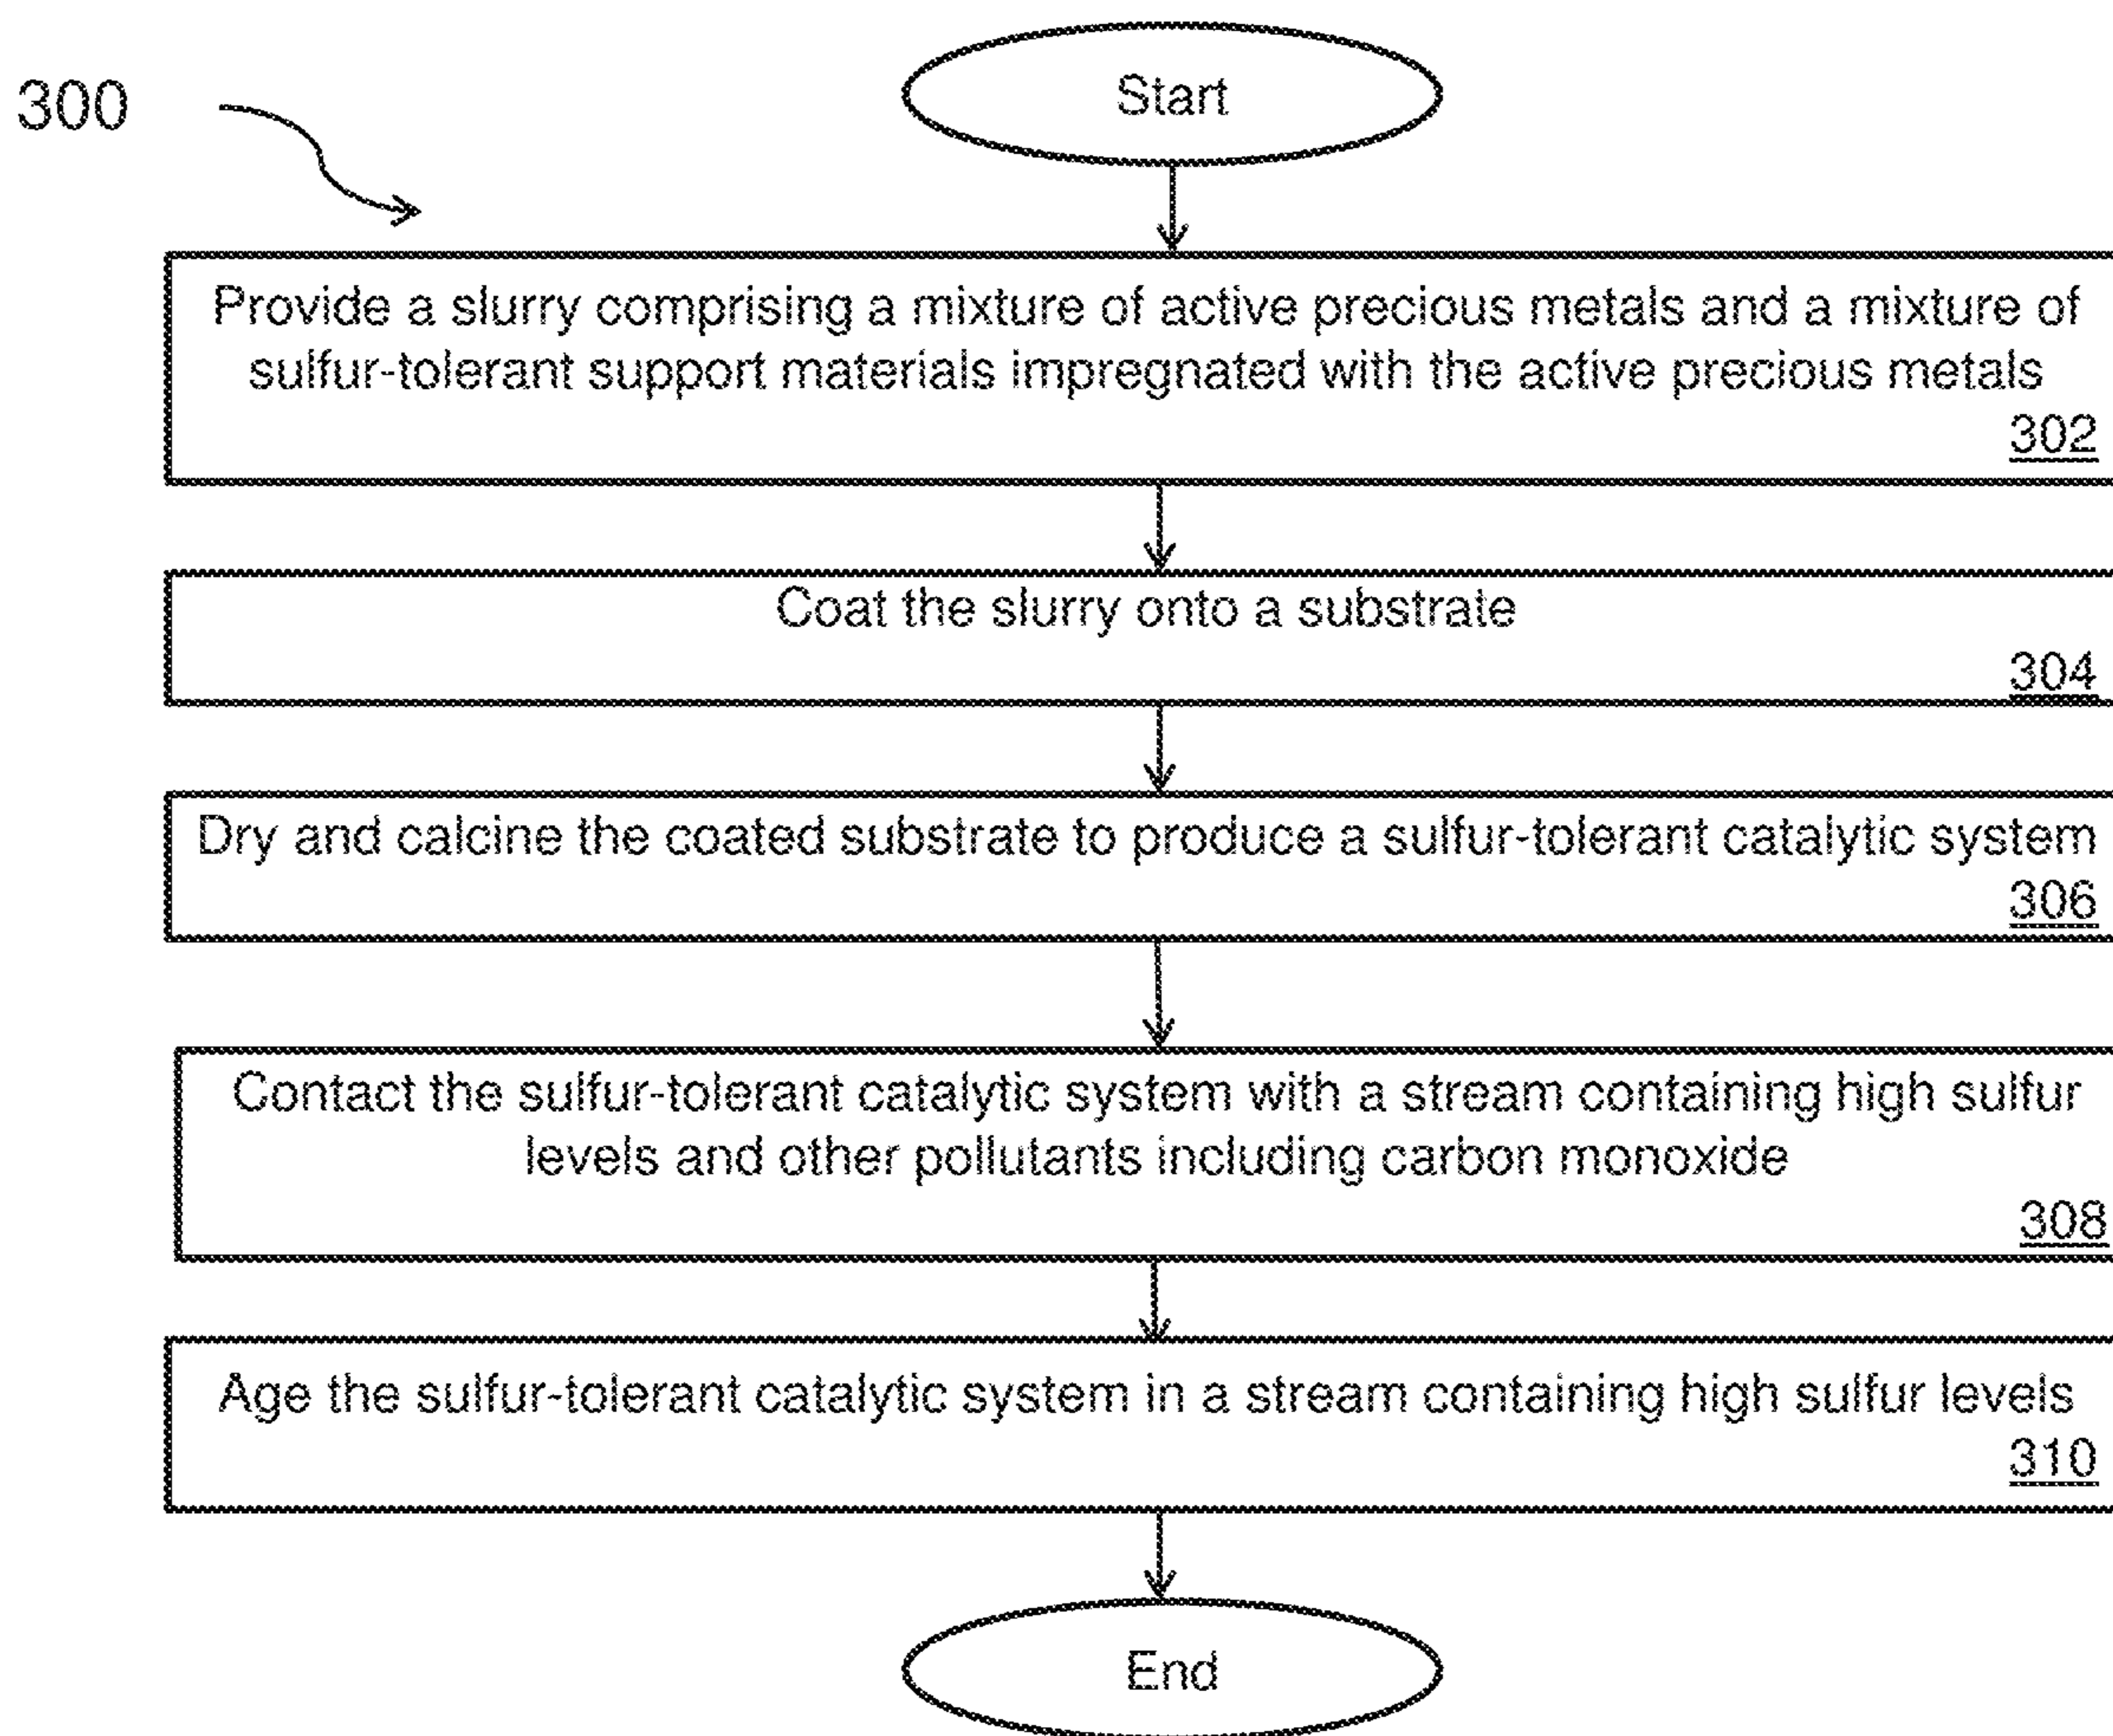 300
Start
Provide a slurry comprising a mixture of active precious metals and a mixture of
sulfur-tolerant support materials impregnated with the active precious metals
302
Coat the slurry onto a substrate
304
Dry and calcine the coated substrate to produce a sulfur-tolerant catalytic system
306
Contact the sulfur-tolerant catalytic system with a stream containing high sulfur
levels and other pollutants including carbon monoxide
308
Age the sulfur-tolerant catalytic system in a stream containing high sulfur levels
310
End